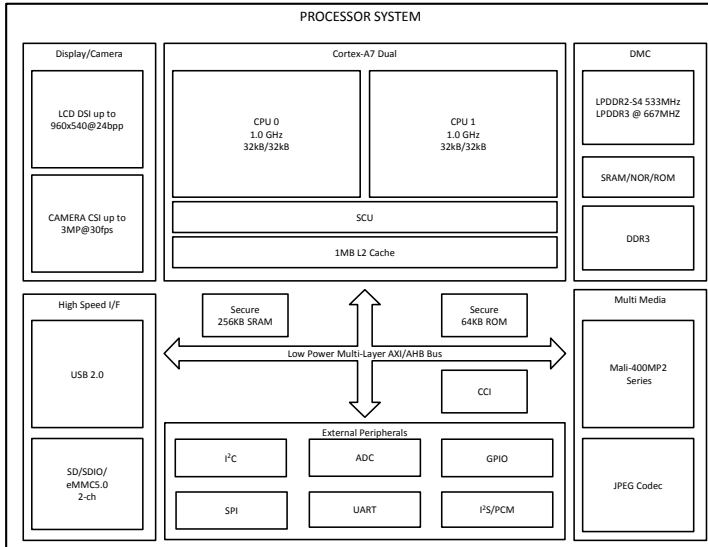 PROCESSOR SYSTEM
Display/Camera
LCD DSI up to
960x540@24bpp
CAMERA CSI up to
3MP@30fps
Cortex-A7 Dual
CPU 0
1.0 GHz
32kB/32kB
CPU 1
1.0 GHz
32kB/32kB
SCU
1MB L2 Cache
DMC
LPDDR2-S4 533MHz
LPDDR3 @ 667MHZ
SRAM/NOR/ROM
DDR3
High Speed I/F
USB 2.0
SD/SDIO/
eMMC5.0
2-ch
Secure
256KB SRAM
Secure
64KB ROM
Low Power Multi-Layer AXI/AHB Bus
CCI
External Peripherals
I²C
ADC
GPIO
SPI
UART
I²S/PCM
Multi Media
Mali-400MP2
Series
JPEG Codec